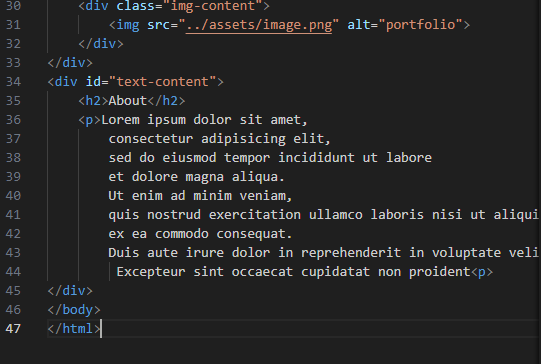 30 <div class="img-content">
31 <img src="../assets/image.png" alt="portfolio">
32 </div>
33 </div>
34 <div id="text-content">
35 <h2>About</h2>
36 <p>Lorem ipsum dolor sit amet,
37 consectetur adipisicing elit,
38 sed do eiusmod tempor incididunt ut labore
39 et dolore magna aliqua.
40 Ut enim ad minim veniam,
41 quis nostrud exercitation ullamco laboris nisi ut aliqui
42 ex ea commodo consequat.
43 Duis aute irure dolor in reprehenderit in voluptate veli
44 Excepteur sint occaecat cupidatat non proident<p>
45 </div>
46 </body>
47 </html>